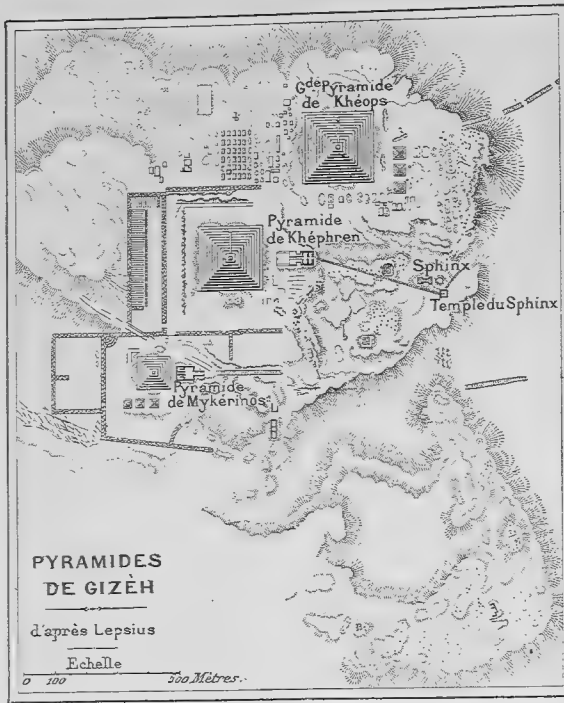 Gde Pyramide
de Khéops
Pyramide
de Khéphren
Sphinx
Temple du Sphinx
Pyramide
de Mykérinos
PYRAMIDES
DE GIZÈH
d'après Lepsius
Echelle
0 100 500 Mètres.